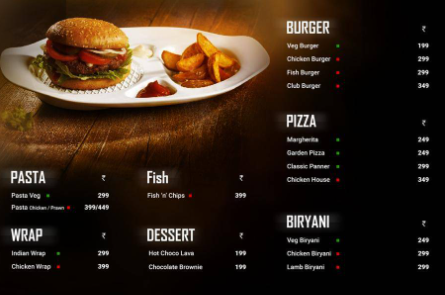 BURGER ₹
Veg Burger 199
Chicken Burger 299
Fish Burger 299
Club Burger 349
PIZZA ₹
Margherita 249
Garden Pizza 249
Classic Panner 299
Chicken House 349
PASTA ₹
Pasta Veg 299
Pasta Chicken / Prawn 399/449
Fish ₹
Fish 'n' Chips 399
WRAP ₹
Indian Wrap 299
Chicken Wrap 399
DESSERT ₹
Hot Choco Lava 199
Chocolate Brownie 199
BIRYANI ₹
Veg Biryani 249
Chicken Biryani 299
Lamb Biryani 299